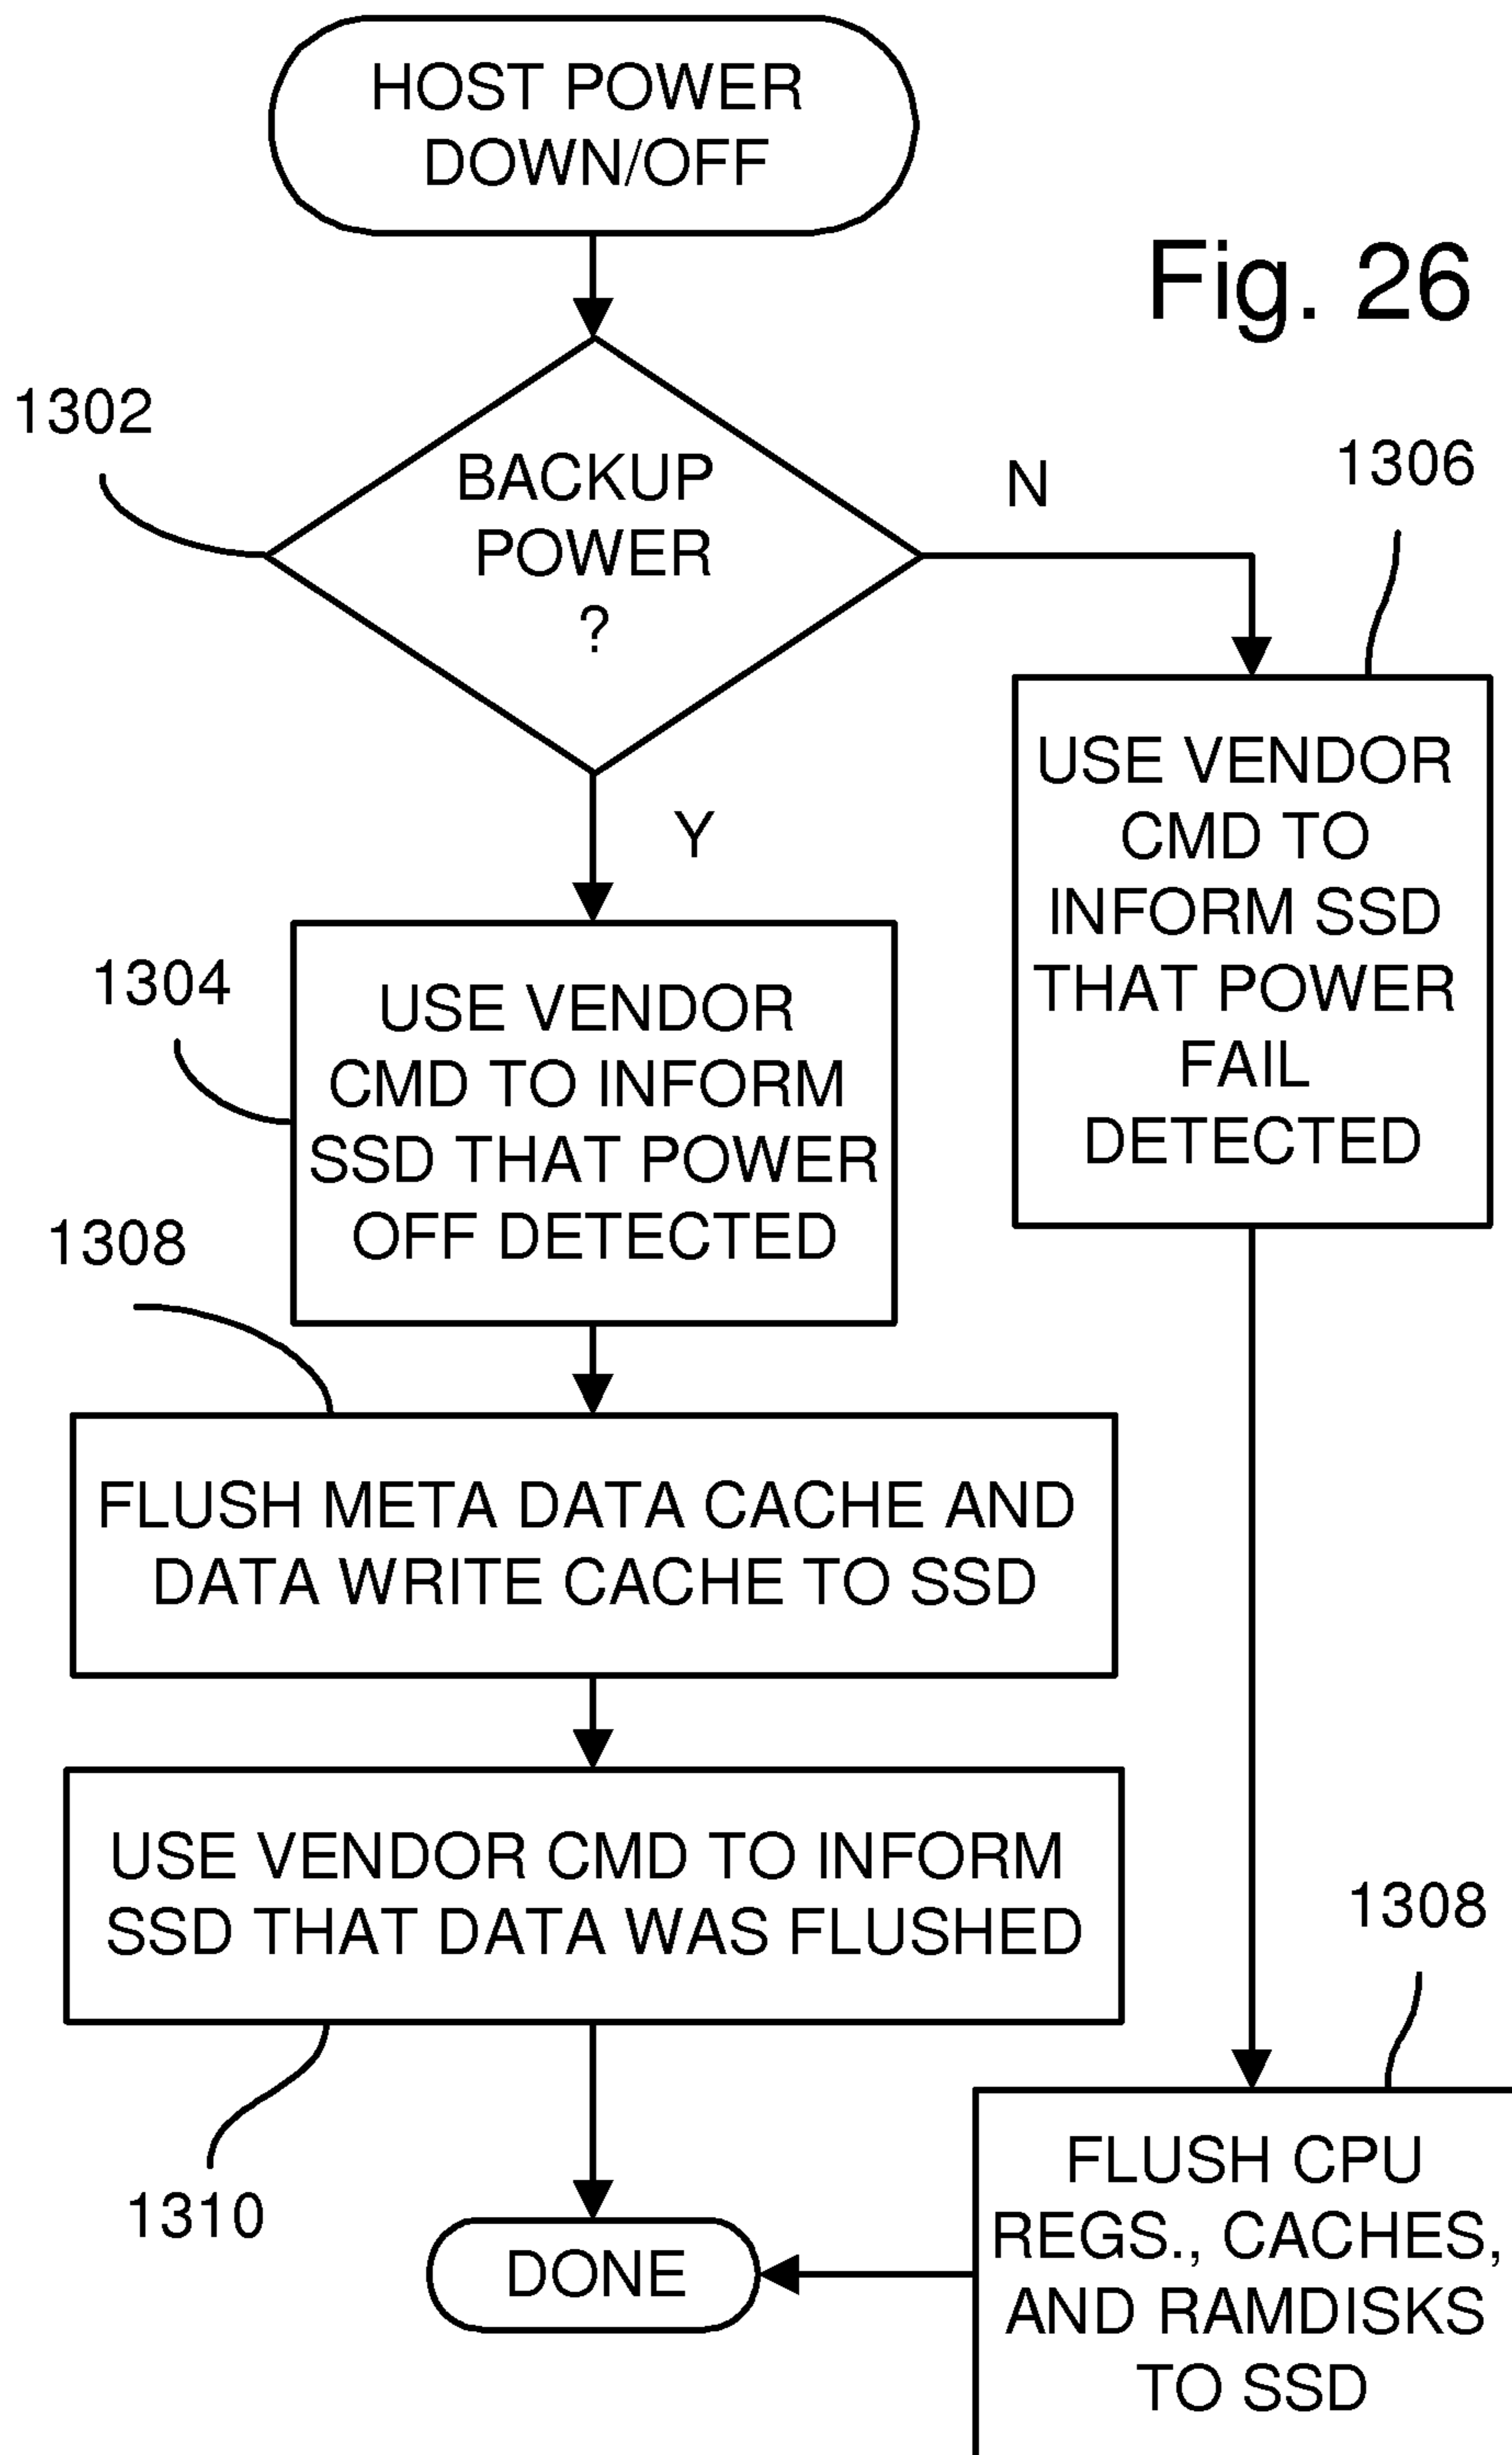 HOST POWER
DOWN/OFF
Fig. 26
1302
BACKUP
POWER
?
N
1306
Y
USE VENDOR
CMD TO
INFORM SSD
THAT POWER
FAIL
DETECTED
1304
USE VENDOR
CMD TO INFORM
SSD THAT POWER
OFF DETECTED
1308
FLUSH META DATA CACHE AND
DATA WRITE CACHE TO SSD
USE VENDOR CMD TO INFORM
SSD THAT DATA WAS FLUSHED
1310
1308
FLUSH CPU
REGS., CACHES,
AND RAMDISKS
TO SSD
DONE